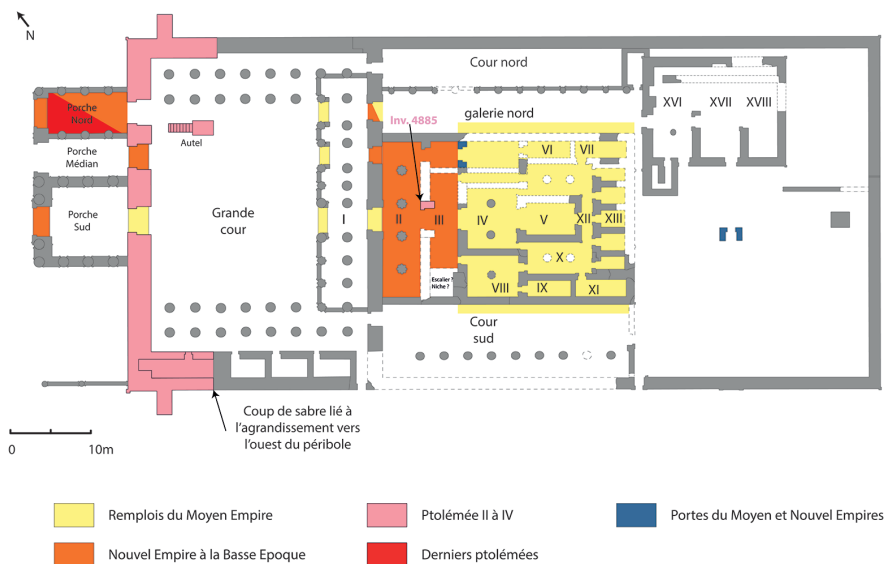 N
Cour nord
Porche
Nord
Inv. 4885
galerie nord
XVI
XVII
XVIII
Autel
Porche
Médian
VI
VII
Porche
Sud
Grande
cour
I
II
III
IV
V
XII
XIII
X
Escalier ?
Niche ?
VIII
IX
XI
Cour
sud
Coup de sabre lié à
l'agrandissement vers
l'ouest du péribole
0 10m
Remplois du Moyen Empire
Ptolémée II à IV
Portes du Moyen et Nouvel Empires
Nouvel Empire à la Basse Epoque
Derniers ptolémées